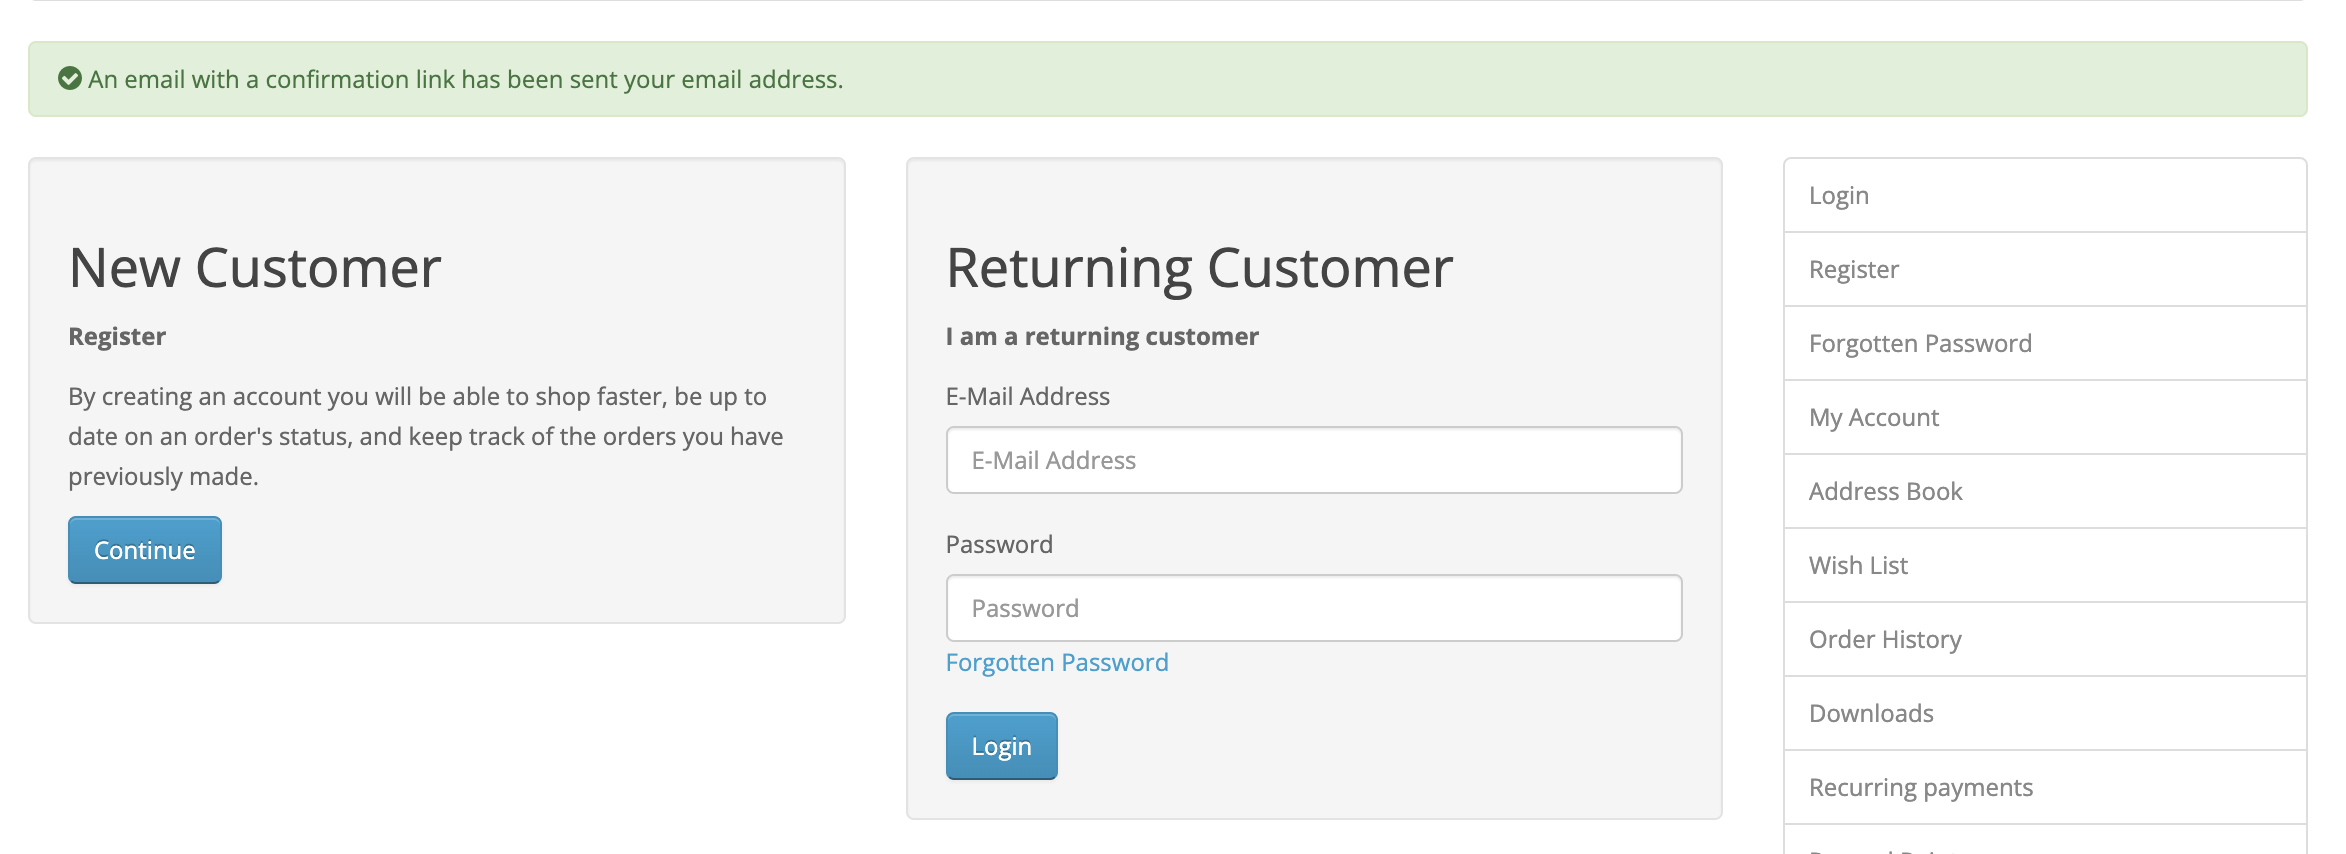 An email with a confirmation link has been sent your email address.
New Customer
Register
By creating an account you will be able to shop faster, be up to
date on an order's status, and keep track of the orders you have
previously made.
Continue
Returning Customer
I am a returning customer
E-Mail Address
E-Mail Address
Password
Password
Forgotten Password
Login
Login
Register
Forgotten Password
My Account
Address Book
Wish List
Order History
Downloads
Recurring payments